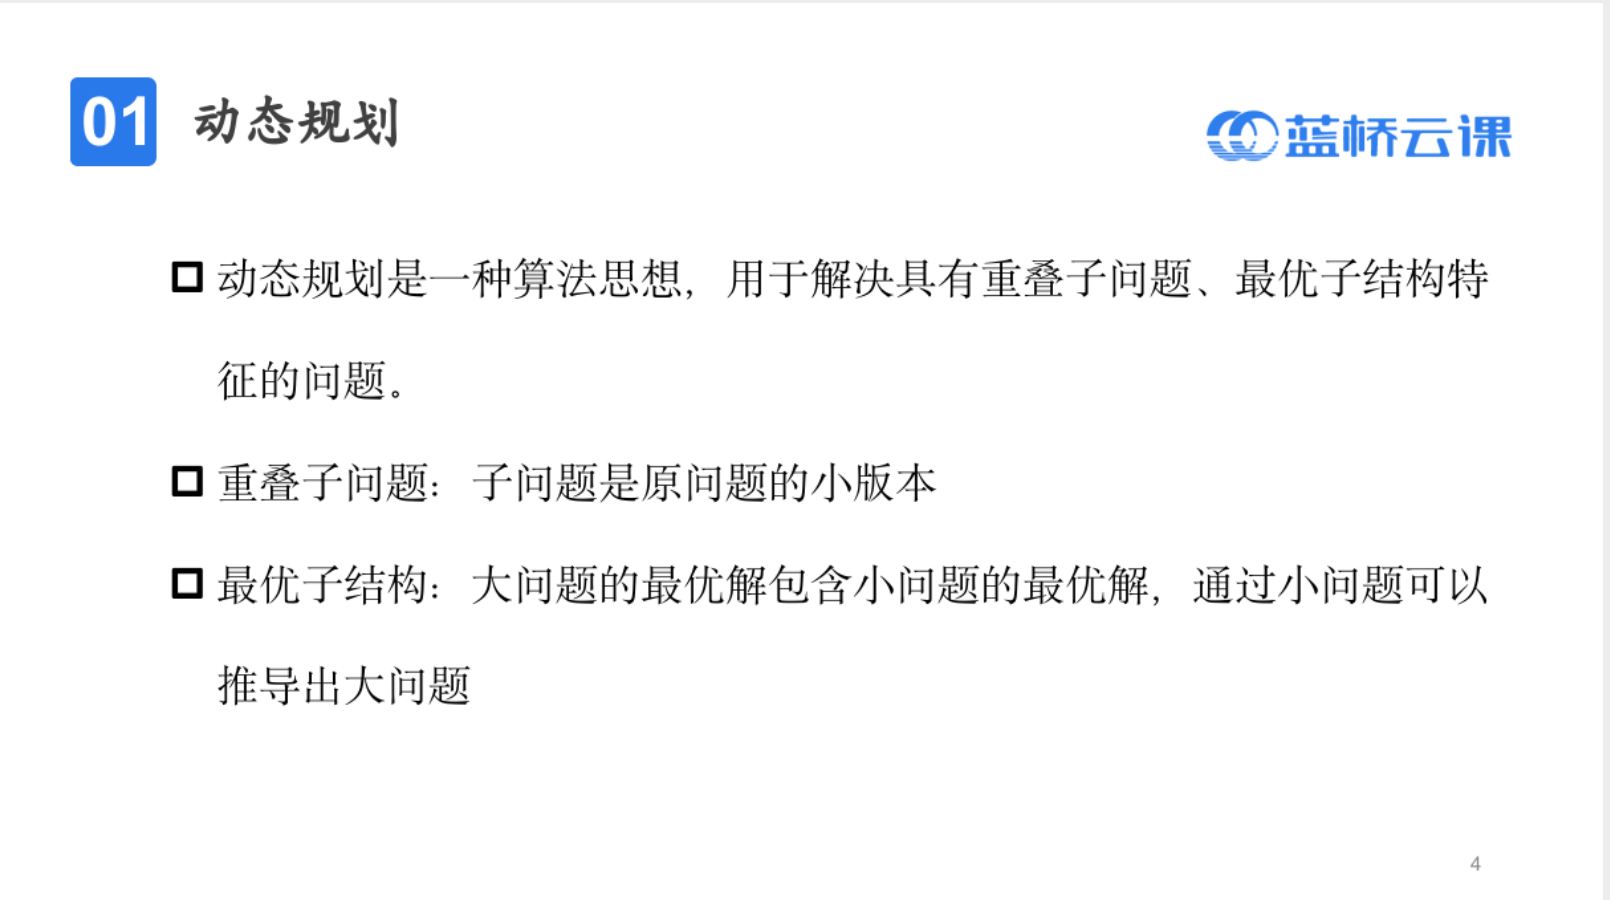 01 动态规划
蓝桥云课
动态规划是一种算法思想，用于解决具有重叠子问题、最优子结构特
征的问题。
重叠子问题：子问题是原问题的小版本
最优子结构：大问题的最优解包含小问题的最优解，通过小问题可以
推导出大问题
4